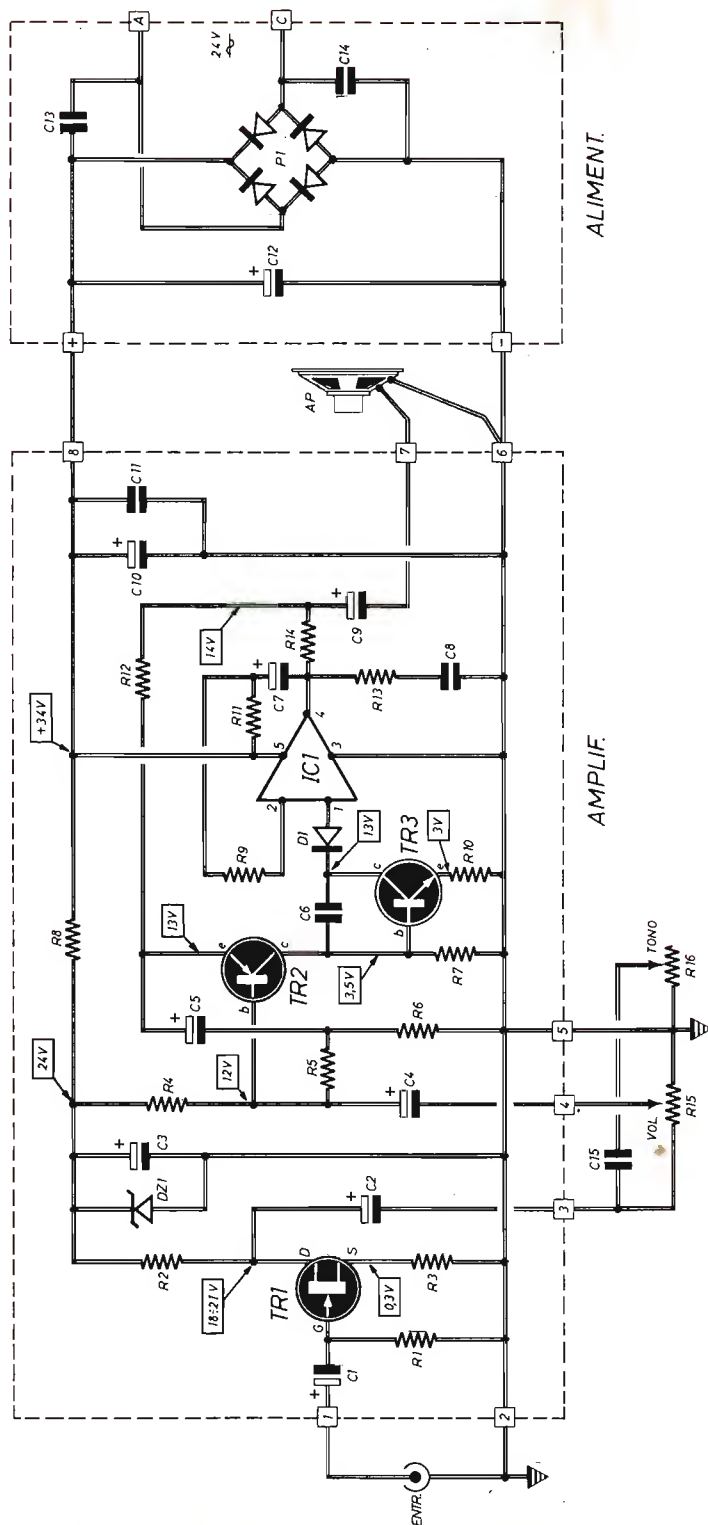 ENTR.
1
2
C1
+
R1
G
D
S
TR1
R2
18÷21V
0,3V
R3
DZ1
C3
+
C2
+
3
C15
VOL
R15
TONO
R16
24V
R4
12V
R5
C4
+
4
C5
+
R6
5
b
e
c
TR2
13V
3,5V
R7
R8
C6
D1
13V
b
c
e
TR3
3V
R10
R9
1
2
3
4
5
IC1
R11
+34V
C7
+
R12
14V
R14
R13
C8
C9
+
C10
+
C11
8
7
6
AMPLIF.
AP
+
-
C12
+
P1
C13
C14
24V
A
C
ALIMENT.